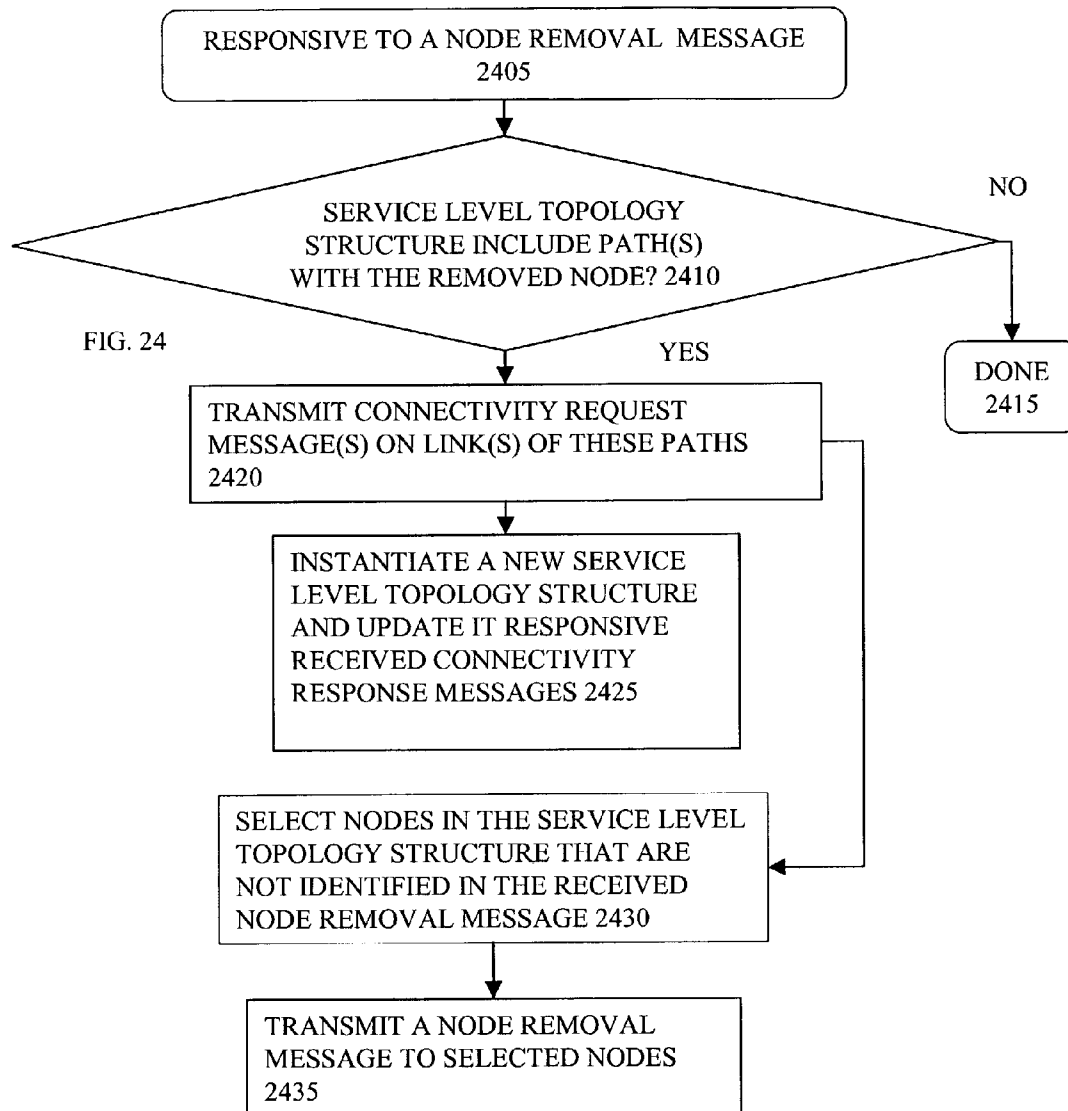 RESPONSIVE TO A NODE REMOVAL MESSAGE
2405
NO
SERVICE LEVEL TOPOLOGY
STRUCTURE INCLUDE PATH(S)
WITH THE REMOVED NODE? 2410
FIG. 24
YES
DONE
2415
TRANSMIT CONNECTIVITY REQUEST
MESSAGE(S) ON LINK(S) OF THESE PATHS
2420
INSTANTIATE A NEW SERVICE
LEVEL TOPOLOGY STRUCTURE
AND UPDATE IT RESPONSIVE
RECEIVED CONNECTIVITY
RESPONSE MESSAGES 2425
SELECT NODES IN THE SERVICE LEVEL
TOPOLOGY STRUCTURE THAT ARE
NOT IDENTIFIED IN THE RECEIVED
NODE REMOVAL MESSAGE 2430
TRANSMIT A NODE REMOVAL
MESSAGE TO SELECTED NODES
2435